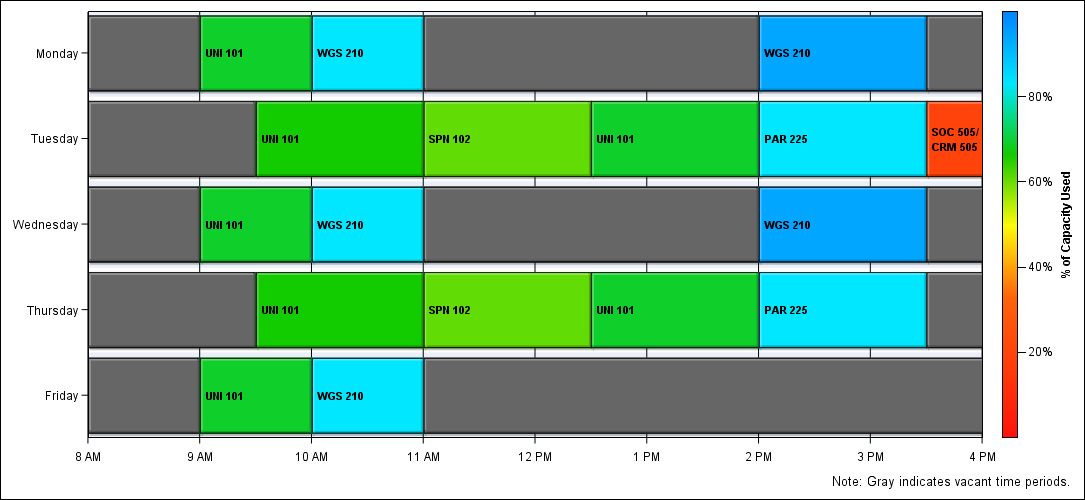 Monday
UNI 101
WGS 210
WGS 210
Tuesday
UNI 101
SPN 102
UNI 101
PAR 225
SOC 505/
CRM 505
Wednesday
UNI 101
WGS 210
WGS 210
Thursday
UNI 101
SPN 102
UNI 101
PAR 225
Friday
UNI 101
WGS 210
8 AM
9 AM
10 AM
11 AM
12 PM
1 PM
2 PM
3 PM
4 PM
80%
60%
40%
20%
% of Capacity Used
Note: Gray indicates vacant time periods.